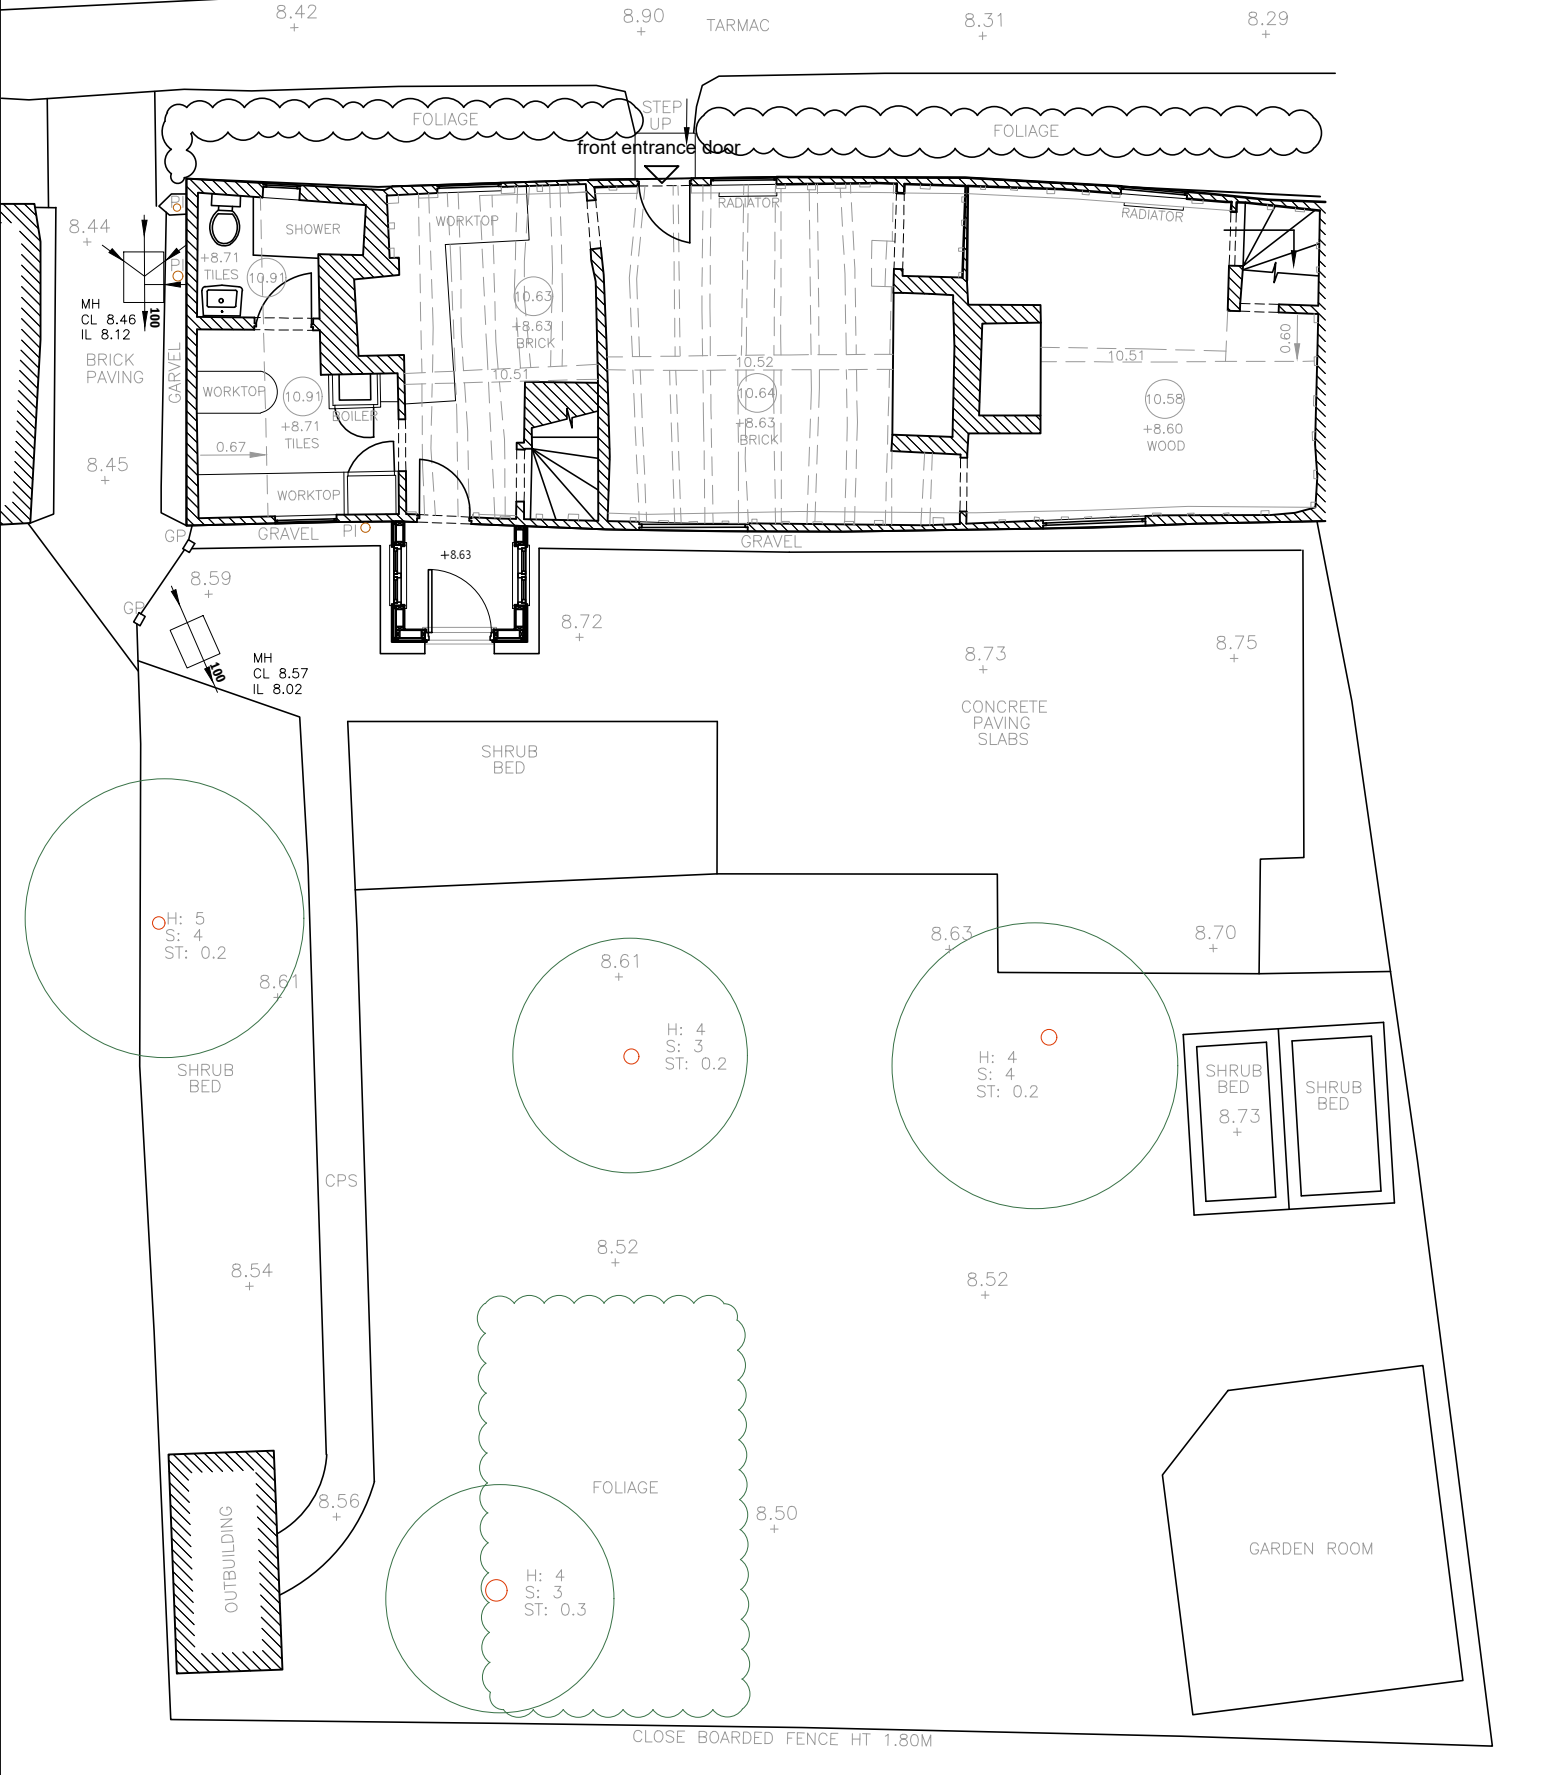 8.42
8.90
TARMAC
8.31
8.29
STEP
UP
FOLIAGE
FOLIAGE
front entrance door
PI
RADIATOR
RADIATOR
WORKTOP
SHOWER
8.44
+8.71
TILES
10.91
PI
10.63
+8.63
BRICK
MH
CL 8.46
IL 8.12
100
BRICK
PAVING
GARVEL
0.60
10.51
10.52
10.51
WORKTOP
10.91
BOILER
+8.71
TILES
10.64
+8.63
BRICK
10.58
+8.60
WOOD
0.67
8.45
WORKTOP
GP
GRAVEL
PI
GRAVEL
+8.63
8.59
GP
8.72
8.73
8.75
MH
CL 8.57
IL 8.02
100
CONCRETE
PAVING
SLABS
SHRUB
BED
H: 5
S: 4
ST: 0.2
8.61
8.61
8.63
8.70
H: 4
S: 3
ST: 0.2
H: 4
S: 4
ST: 0.2
SHRUB
BED
SHRUB
BED
8.73
SHRUB
BED
CPS
8.54
8.52
8.52
FOLIAGE
8.56
8.50
OUTBUILDING
GARDEN ROOM
H: 4
S: 3
ST: 0.3
CLOSE BOARDED FENCE HT 1.80M